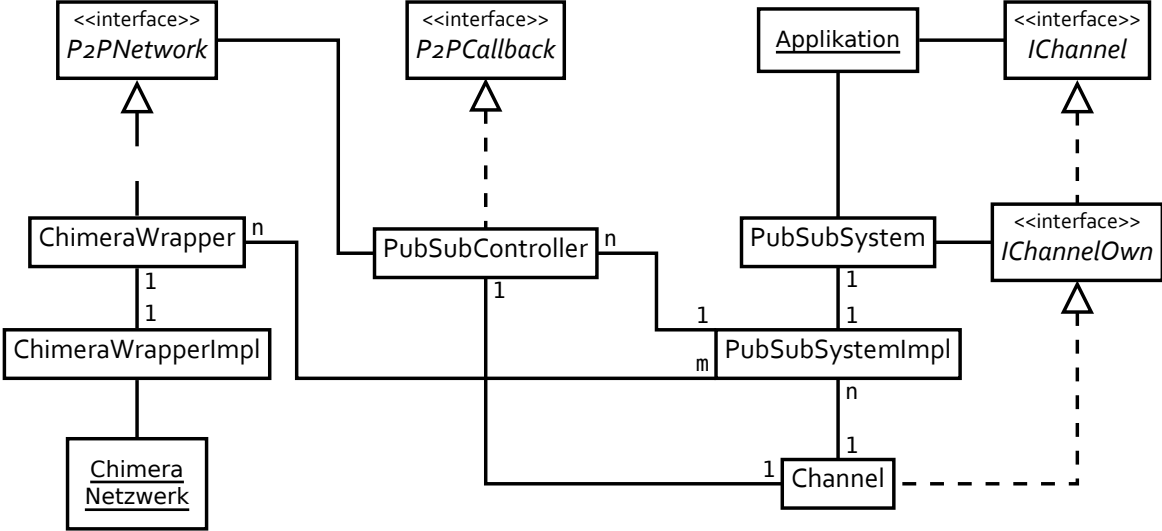 <<interface>>
P2PNetwork
<<interface>>
P2PCallback
Applikation
<<interface>>
IChannel
ChimeraWrapper
n
PubSubController
n
PubSubSystem
<<interface>>
IChannelOwn
1
1
1
1
1
1
ChimeraWrapperImpl
m
PubSubSystemImpl
n
Chimera
Netzwerk
1
1
Channel